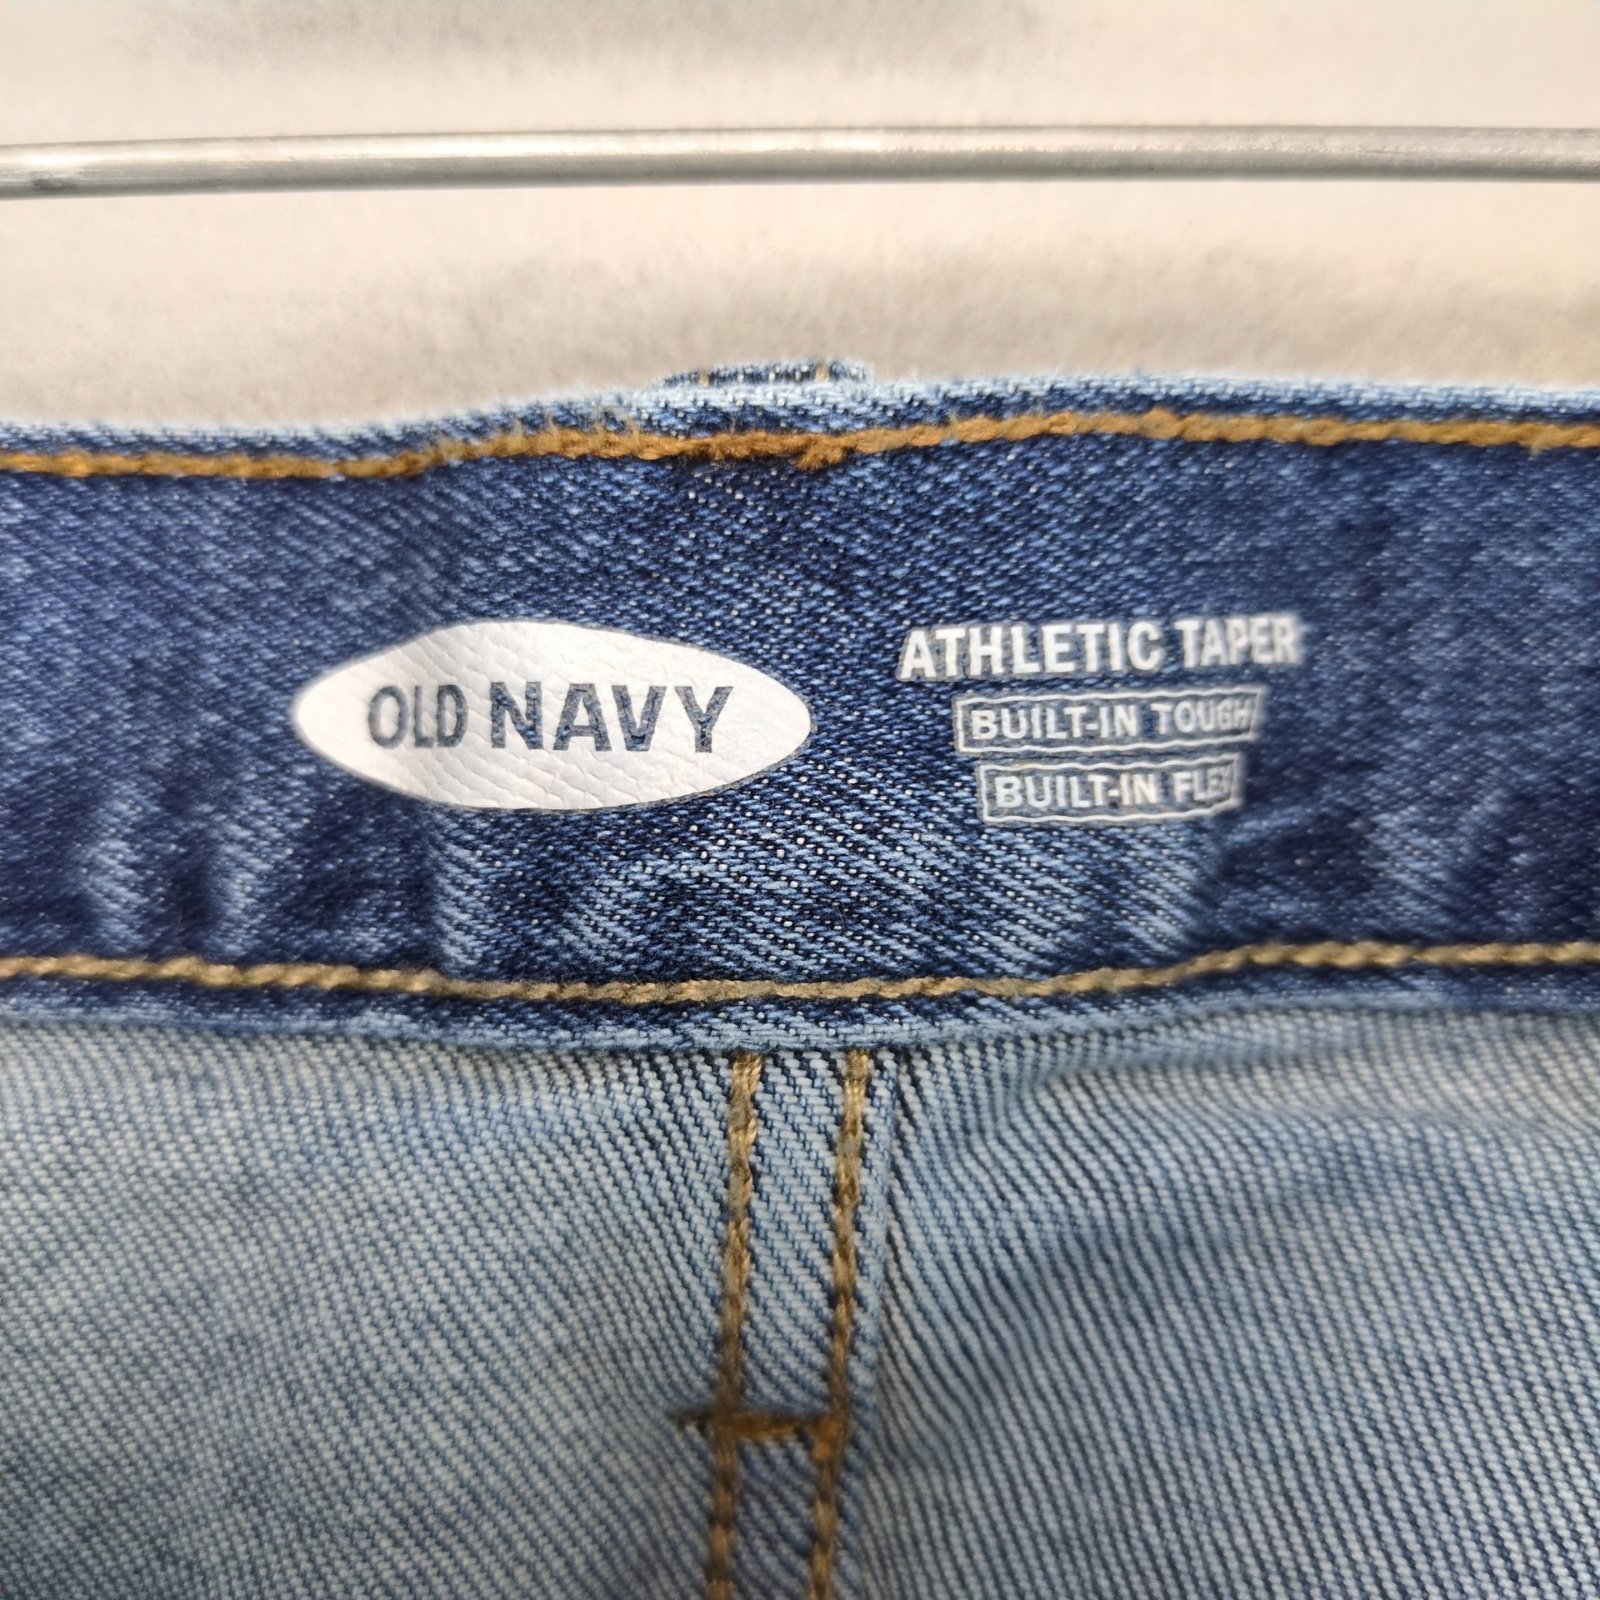 OLD NAVY
ATHLETIC TAPER
BUILT-IN TOUGH
BUILT-IN FLEX